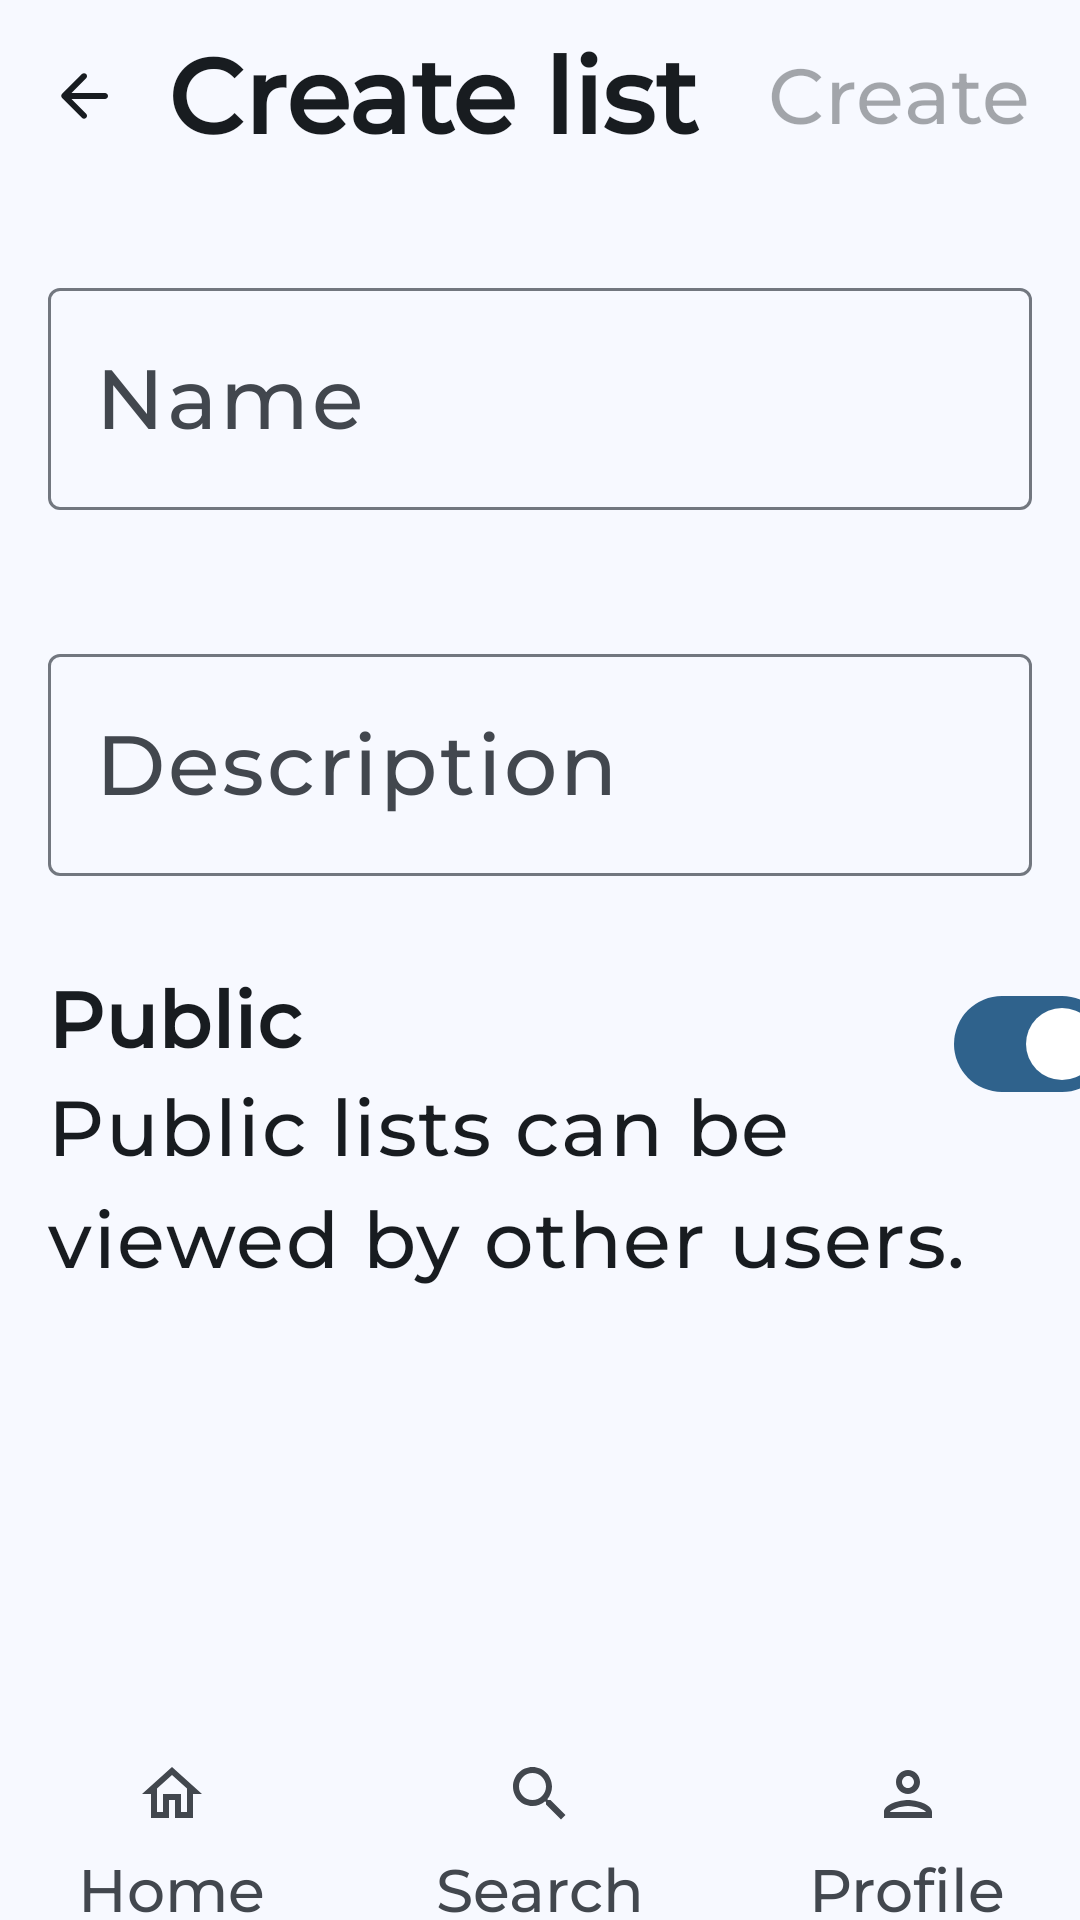 Create list
Create
Name
Description
Public
Public lists can be
viewed by other users.
Home
Search
Profile